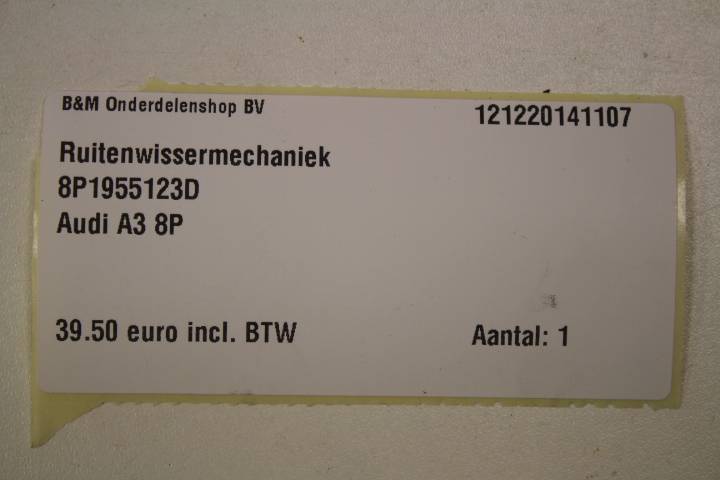 B&M Onderdelenshop BV
121220141107
Ruitenwissermechaniek
8P1955123D
Audi A3 8P
39.50 euro incl. BTW
Aantal: 1